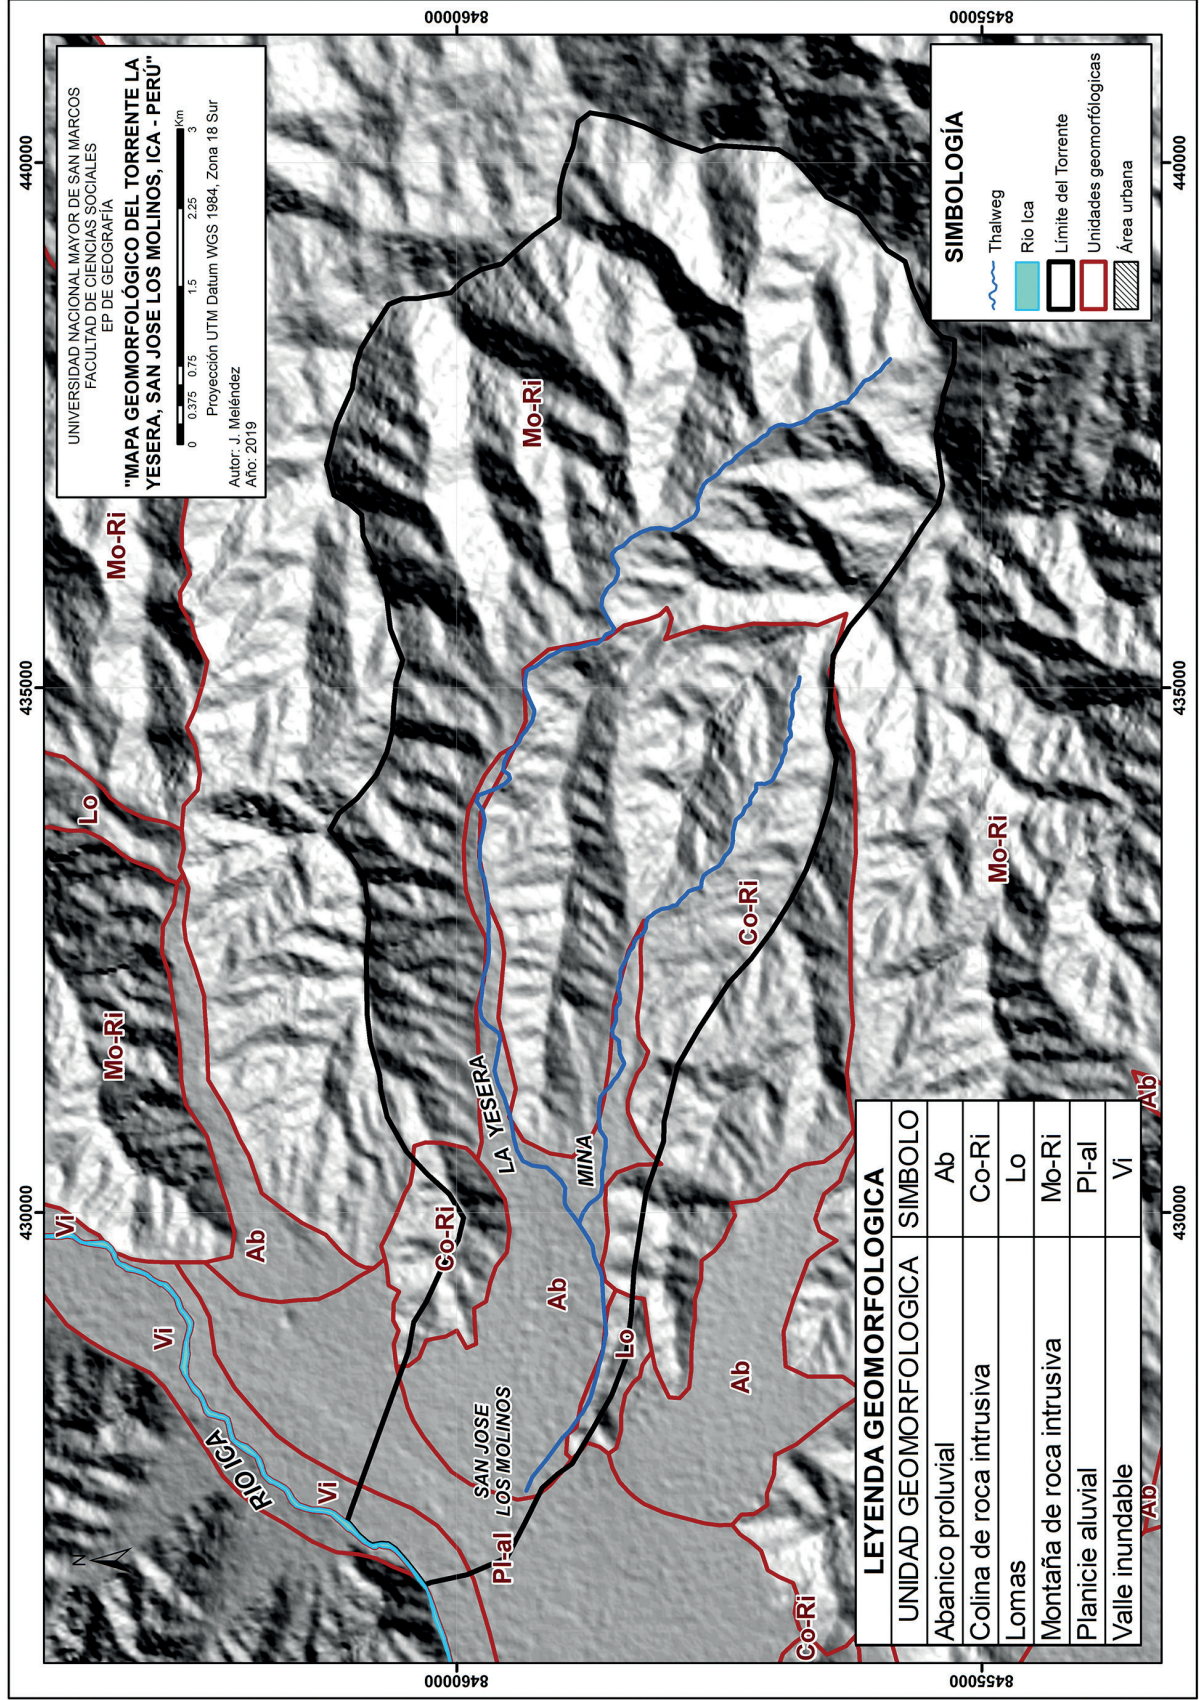 UNIVERSIDAD NACIONAL MAYOR DE SAN MARCOS
FACULTAD DE CIENCIAS SOCIALES
EP DE GEOGRAFÍA
"MAPA GEOMORFOLÓGICO DEL TORRENTE LA
YESERA, SAN JOSE LOS MOLINOS, ICA - PERÚ"
0 0.375 0.75 1.5 2.25 3
Km
Proyección UTM Datum WGS 1984, Zona 18 Sur
Autor: J. Meléndez
Año: 2019
430000
435000
440000
8460000
8460000
8455000
8455000
430000
435000
440000
N
Vi
Mo-Ri
Lo
Mo-Ri
Vi
Ab
RIO ICA
Vi
Co-Ri
LA YESERA
Mo-Ri
SAN JOSE
LOS MOLINOS
Pl-al
Ab
MINA
Lo
Ab
Co-Ri
Co-Ri
Mo-Ri
Ab
Ab
LEYENDA GEOMORFOLOGICA
UNIDAD GEOMORFOLOGICA SIMBOLO
Abanico proluvial Ab
Colina de roca intrusiva Co-Ri
Lomas Lo
Montaña de roca intrusiva Mo-Ri
Planicie aluvial Pl-al
Valle inundable Vi
SIMBOLOGÍA
Thalweg
Rio Ica
Límite del Torrente
Unidades geomorfólogicas
Área urbana